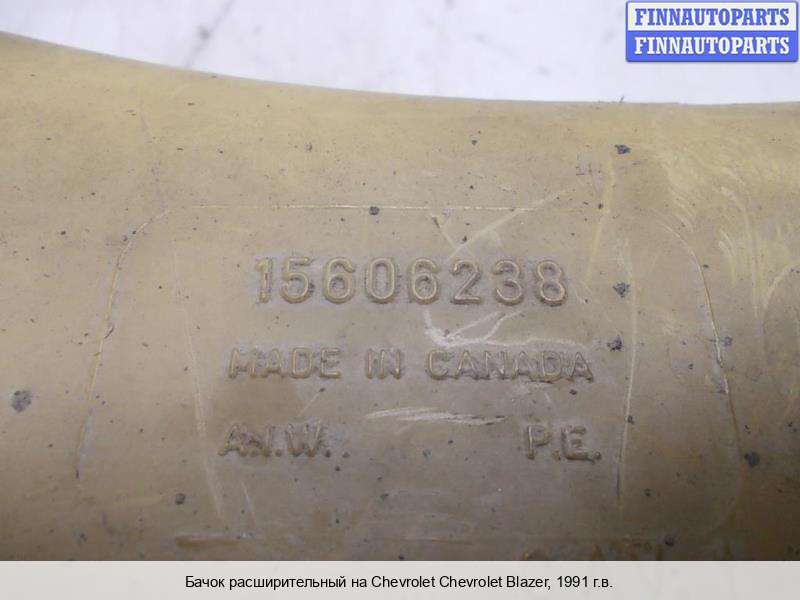 FINNAUTOPARTS
FINNAUTOPARTS
15606238
MADE IN CANADA
A.N.W. P.E.
Бачок расширительный на Chevrolet Chevrolet Blazer, 1991 г.в.